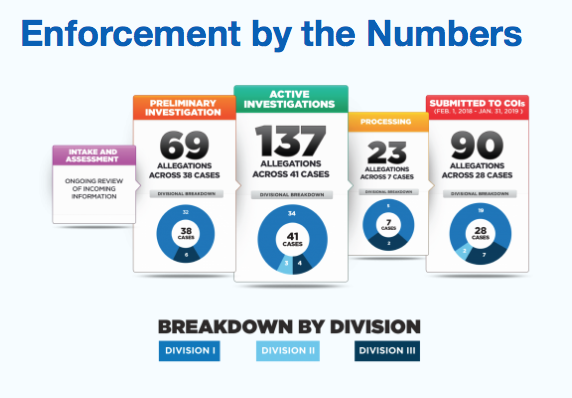 Enforcement by the Numbers
INTAKE AND
ASSESSMENT
ONGOING REVIEW
OF INCOMING
INFORMATION
PRELIMINARY
INVESTIGATION
69
ALLEGATIONS
ACROSS 38 CASES
DIVISIONAL BREAKDOWN
32
38
CASES
6
ACTIVE
INVESTIGATIONS
137
ALLEGATIONS
ACROSS 41 CASES
DIVISIONAL BREAKDOWN
34
41
CASES
3 4
PROCESSING
23
ALLEGATIONS
ACROSS 7 CASES
DIVISIONAL BREAKDOWN
5
7
CASES
2
SUBMITTED TO COIs
(FEB. 1, 2018 - JAN. 31, 2019 )
90
ALLEGATIONS
ACROSS 28 CASES
DIVISIONAL BREAKDOWN
19
28
CASES
2
7
BREAKDOWN BY DIVISION
DIVISION I DIVISION II DIVISION III